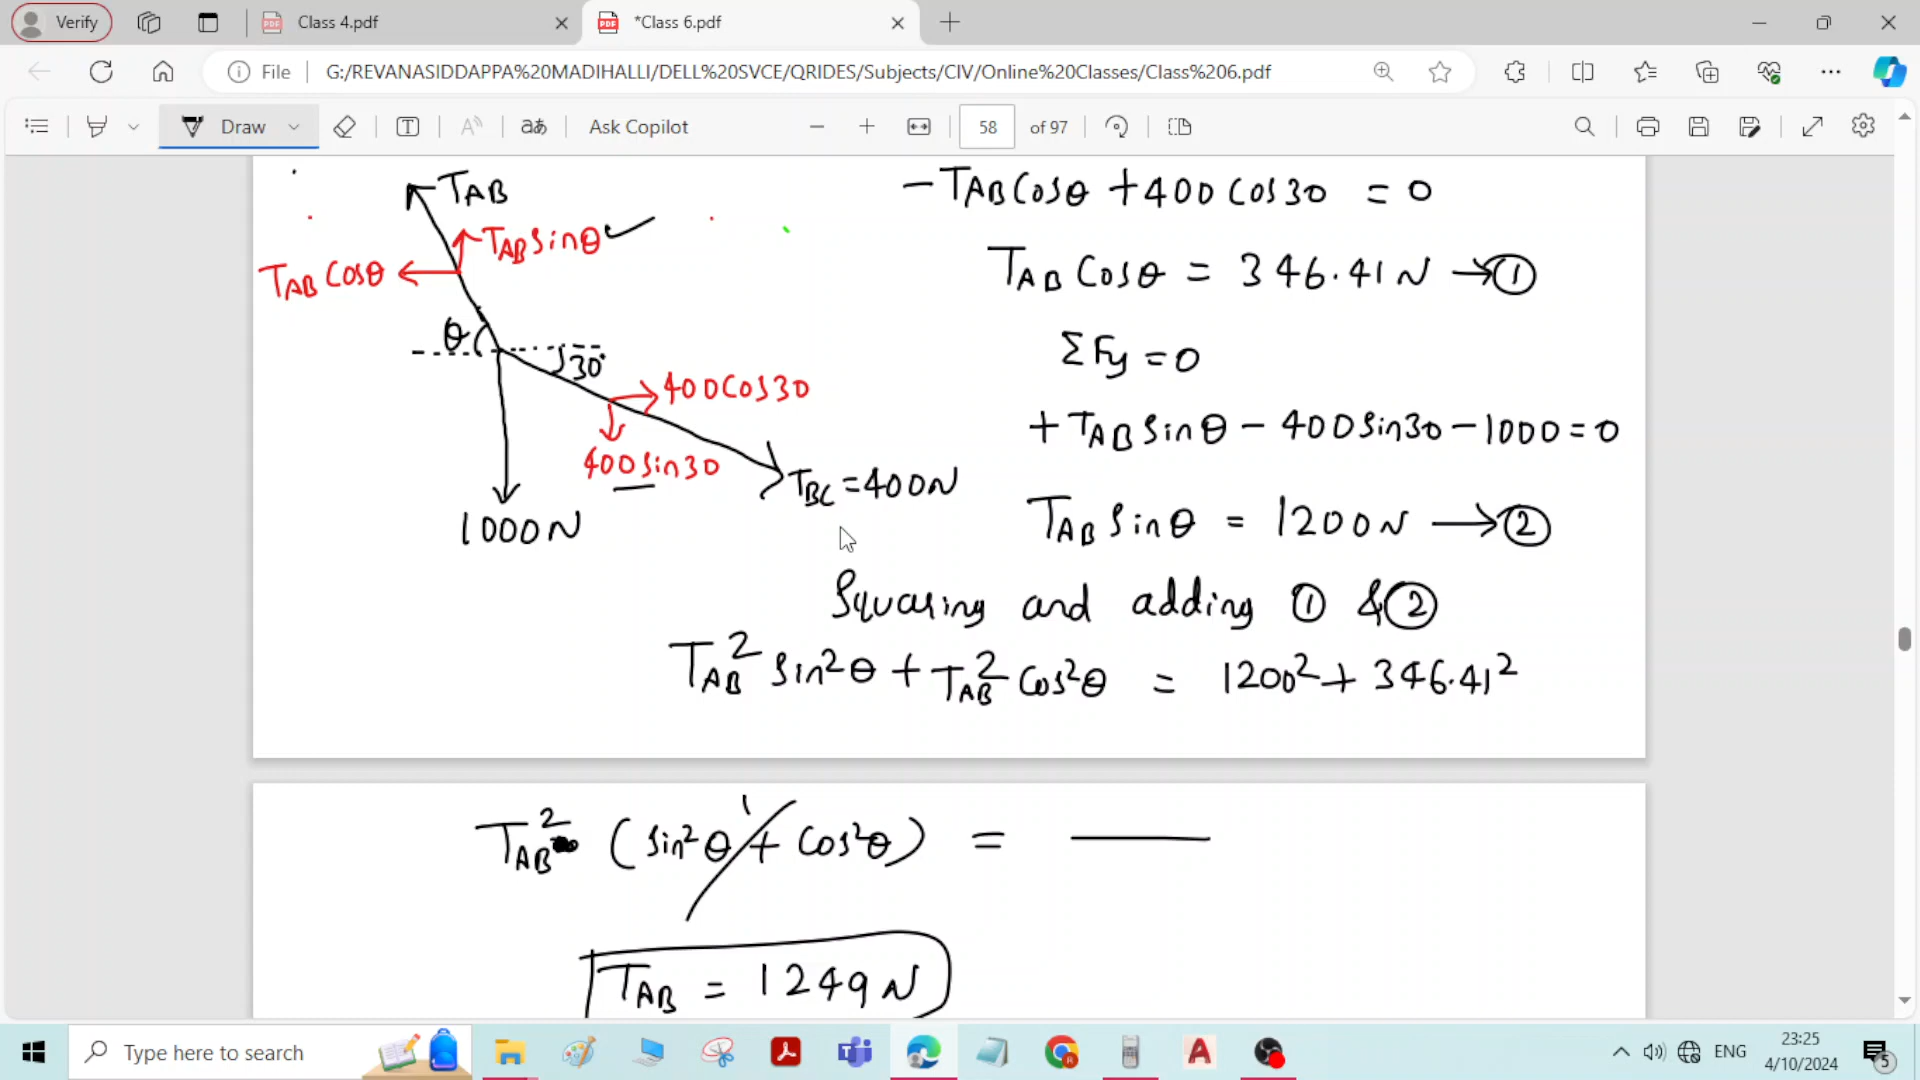 Verify
Class 4.pdf
*Class 6.pdf
File
G:/REVANASIDDAPPA%20MADIHALLI/DELL%20SVCE/QRIDES/Subjects/CIV/Online%20Classes/Class%206.pdf
Draw
Ask Copilot
58 of 97
TAB
TAB sinθ
TAB Cosθ
θ
30°
400Cos30
400sin30
TBC = 400N
1000N
-TAB Cosθ + 400 Cos30 = 0
TAB Cosθ = 346.41 N → ①
ΣFy = 0
+ TAB sinθ - 400sin30 - 1000 = 0
TAB sinθ = 1200N → ②
Squaring and adding ① & ②
TAB² sin²θ + TAB² Cos²θ = 1200² + 346.41²
TAB² (sin²θ + Cos²θ) =
1
TAB = 1249 N
Type here to search
ENG
23:25
4/10/2024
5